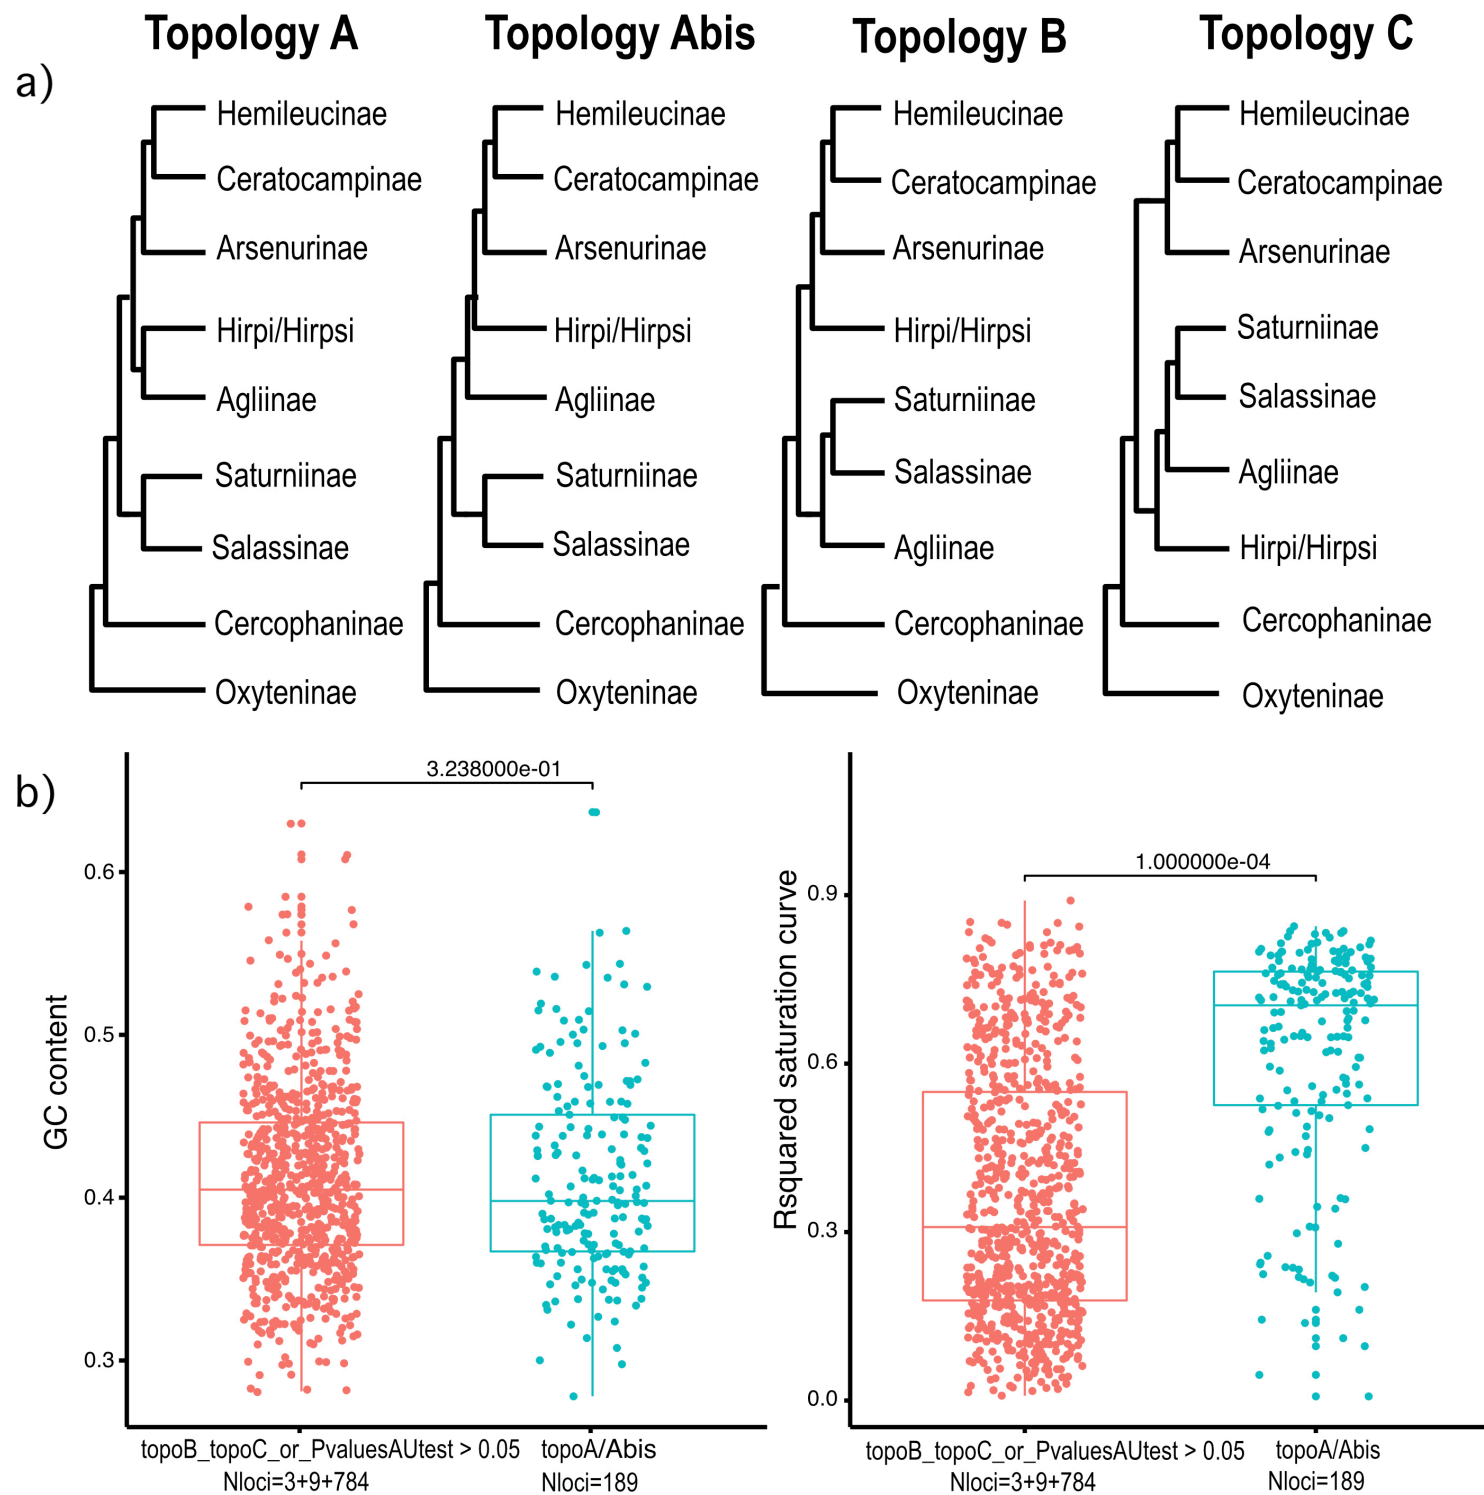 Topology A Topology Abis Topology B Topology C
a)
Hemileucinae Hemileucinae Hemileucinae Hemileucinae
Ceratocampinae Ceratocampinae Ceratocampinae Ceratocampinae
Arsenurinae Arsenurinae Arsenurinae Arsenurinae
Hirpi/Hirpsi Hirpi/Hirpsi Hirpi/Hirpsi Saturniinae
Agliinae Agliinae Saturniinae Salassinae
Saturniinae Saturniinae Salassinae Agliinae
Salassinae Salassinae Agliinae Hirpi/Hirpsi
Cercophaninae Cercophaninae Cercophaninae Cercophaninae
Oxyteninae Oxyteninae Oxyteninae Oxyteninae
b)
3.238000e-01
GC content
0.6
0.5
0.4
0.3
topoB_topoC_or_PvaluesAUtest > 0.05 topoA/Abis
Nloci=3+9+784 Nloci=189
1.000000e-04
Rsquared saturation curve
0.9
0.6
0.3
0.0
topoB_topoC_or_PvaluesAUtest > 0.05 topoA/Abis
Nloci=3+9+784 Nloci=189